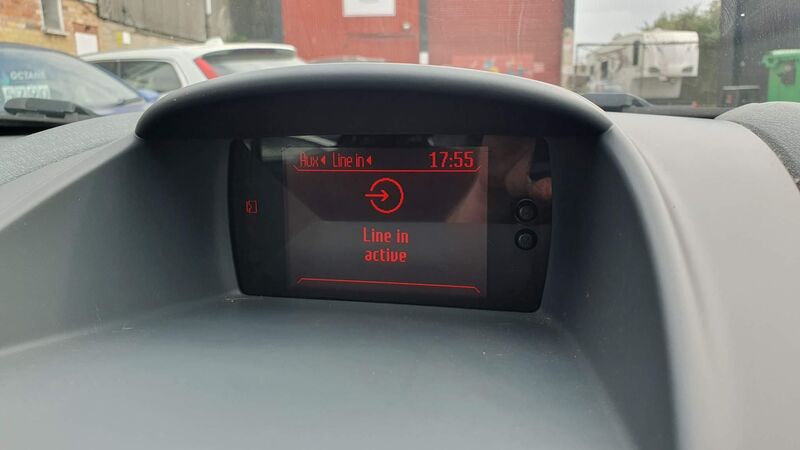 OCTANE
Aux Line in 17:55
Line in
active